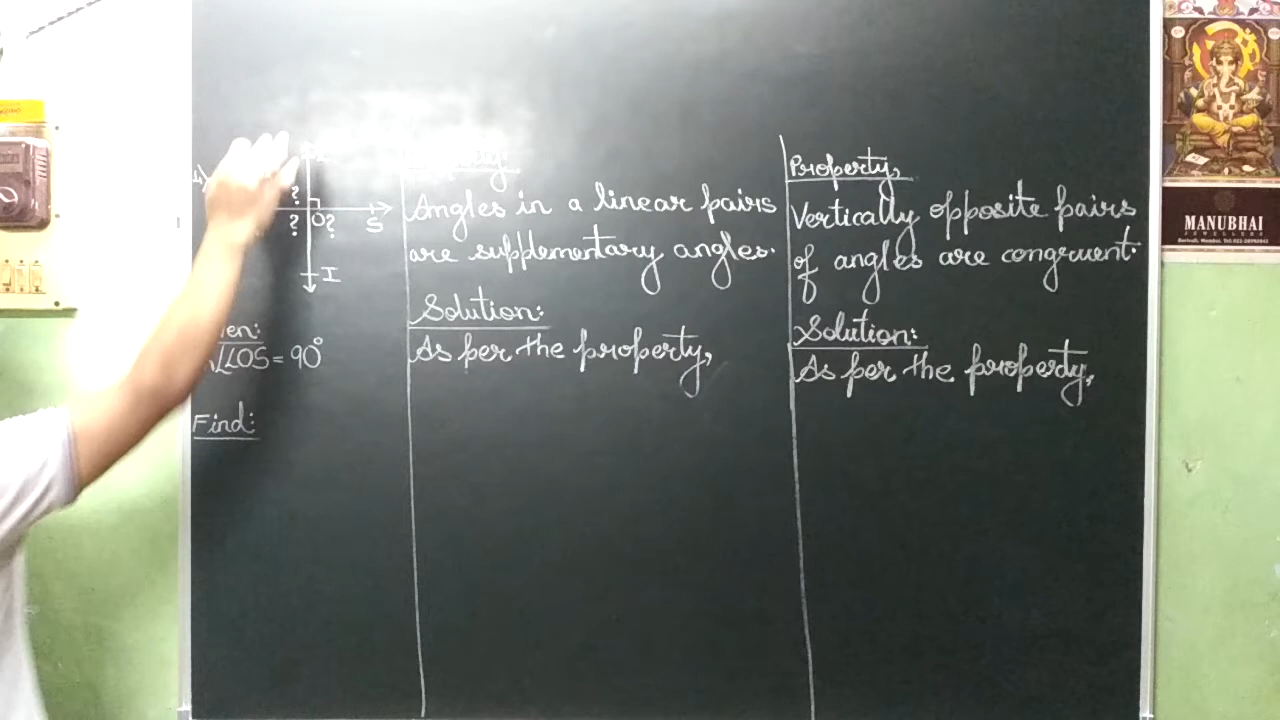 ?
? O ?
S
I
∠LOS = 90°
Find:
Angles in a linear pairs
are supplementary angles.
Solution:
As per the property,
Property,
Vertically opposite pairs
of angles are congruent.
Solution:
As per the property,
MANUBHAI
JEWELLERS